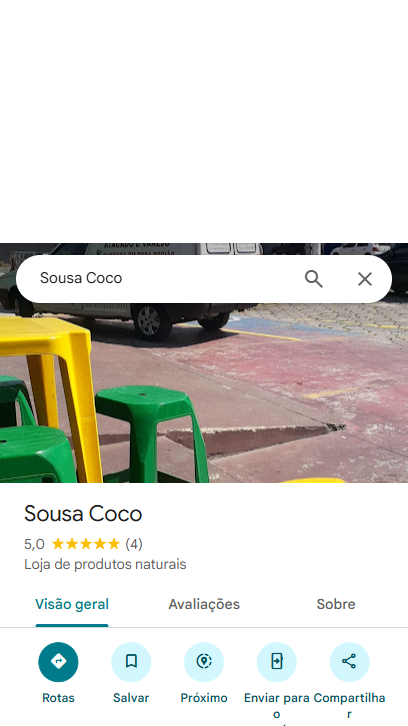 ATACADO E VAREJO
Sousa Coco
Sousa Coco
5,0 (4)
Loja de produtos naturais
Visão geral
Avaliações
Sobre
Rotas
Salvar
Próximo
Enviar para
o
Compartilha
r